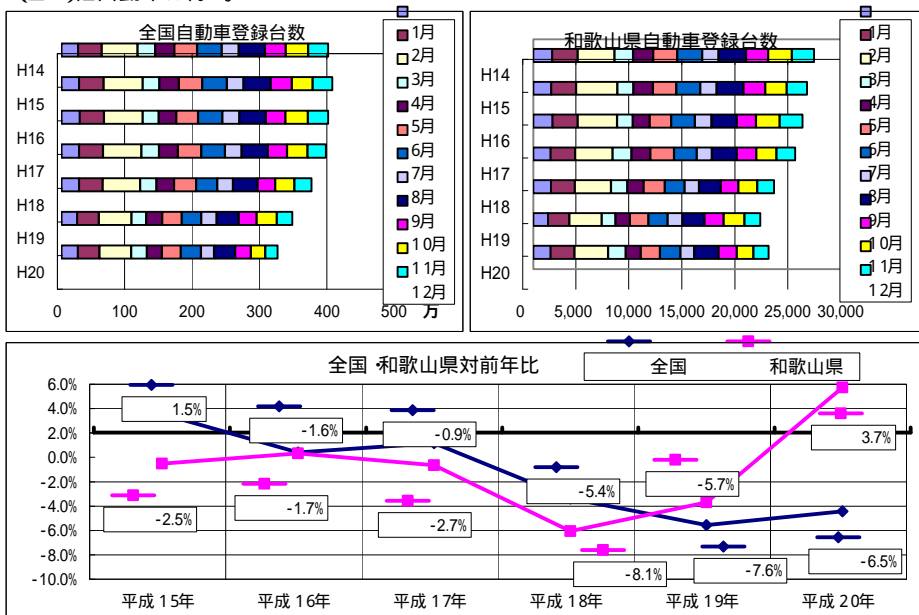 全国自動車登録台数
1月
2月
3月
4月
5月
6月
7月
8月
9月
10月
11月
12月
H14
H15
H16
H17
H18
H19
H20
0
100
200
300
400
500
万
和歌山県自動車登録台数
1月
2月
3月
4月
5月
6月
7月
8月
9月
10月
11月
12月
H14
H15
H16
H17
H18
H19
H20
0
5,000
10,000
15,000
20,000
25,000
30,000
全国・和歌山県対前年比
全国
和歌山県
6.0%
4.0%
2.0%
0.0%
-2.0%
-4.0%
-6.0%
-8.0%
-10.0%
1.5%
-1.6%
-0.9%
-5.4%
-5.7%
3.7%
-2.5%
-1.7%
-2.7%
-8.1%
-7.6%
-6.5%
平成 15年
平成 16年
平成 17年
平成 18年
平成 19年
平成 20年